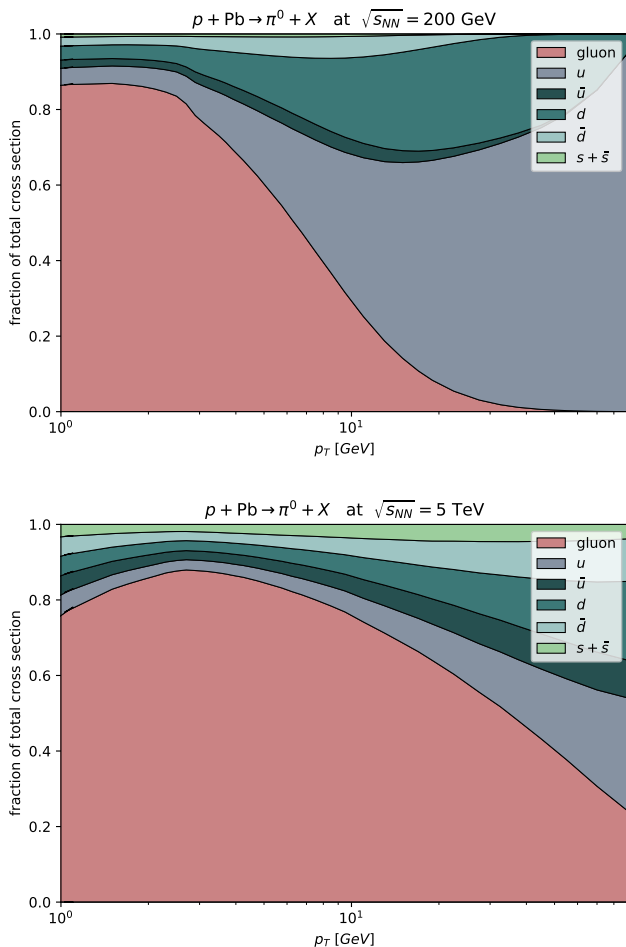 p + Pb → π⁰ + X at √s_NN = 200 GeV
1.0
0.8
0.6
0.4
0.2
0.0
fraction of total cross section
gluon
u
ū
d
d̄
s + s̄
10⁰
10¹
p_T [GeV]
p + Pb → π⁰ + X at √s_NN = 5 TeV
1.0
0.8
0.6
0.4
0.2
0.0
fraction of total cross section
gluon
u
ū
d
d̄
s + s̄
10⁰
10¹
p_T [GeV]